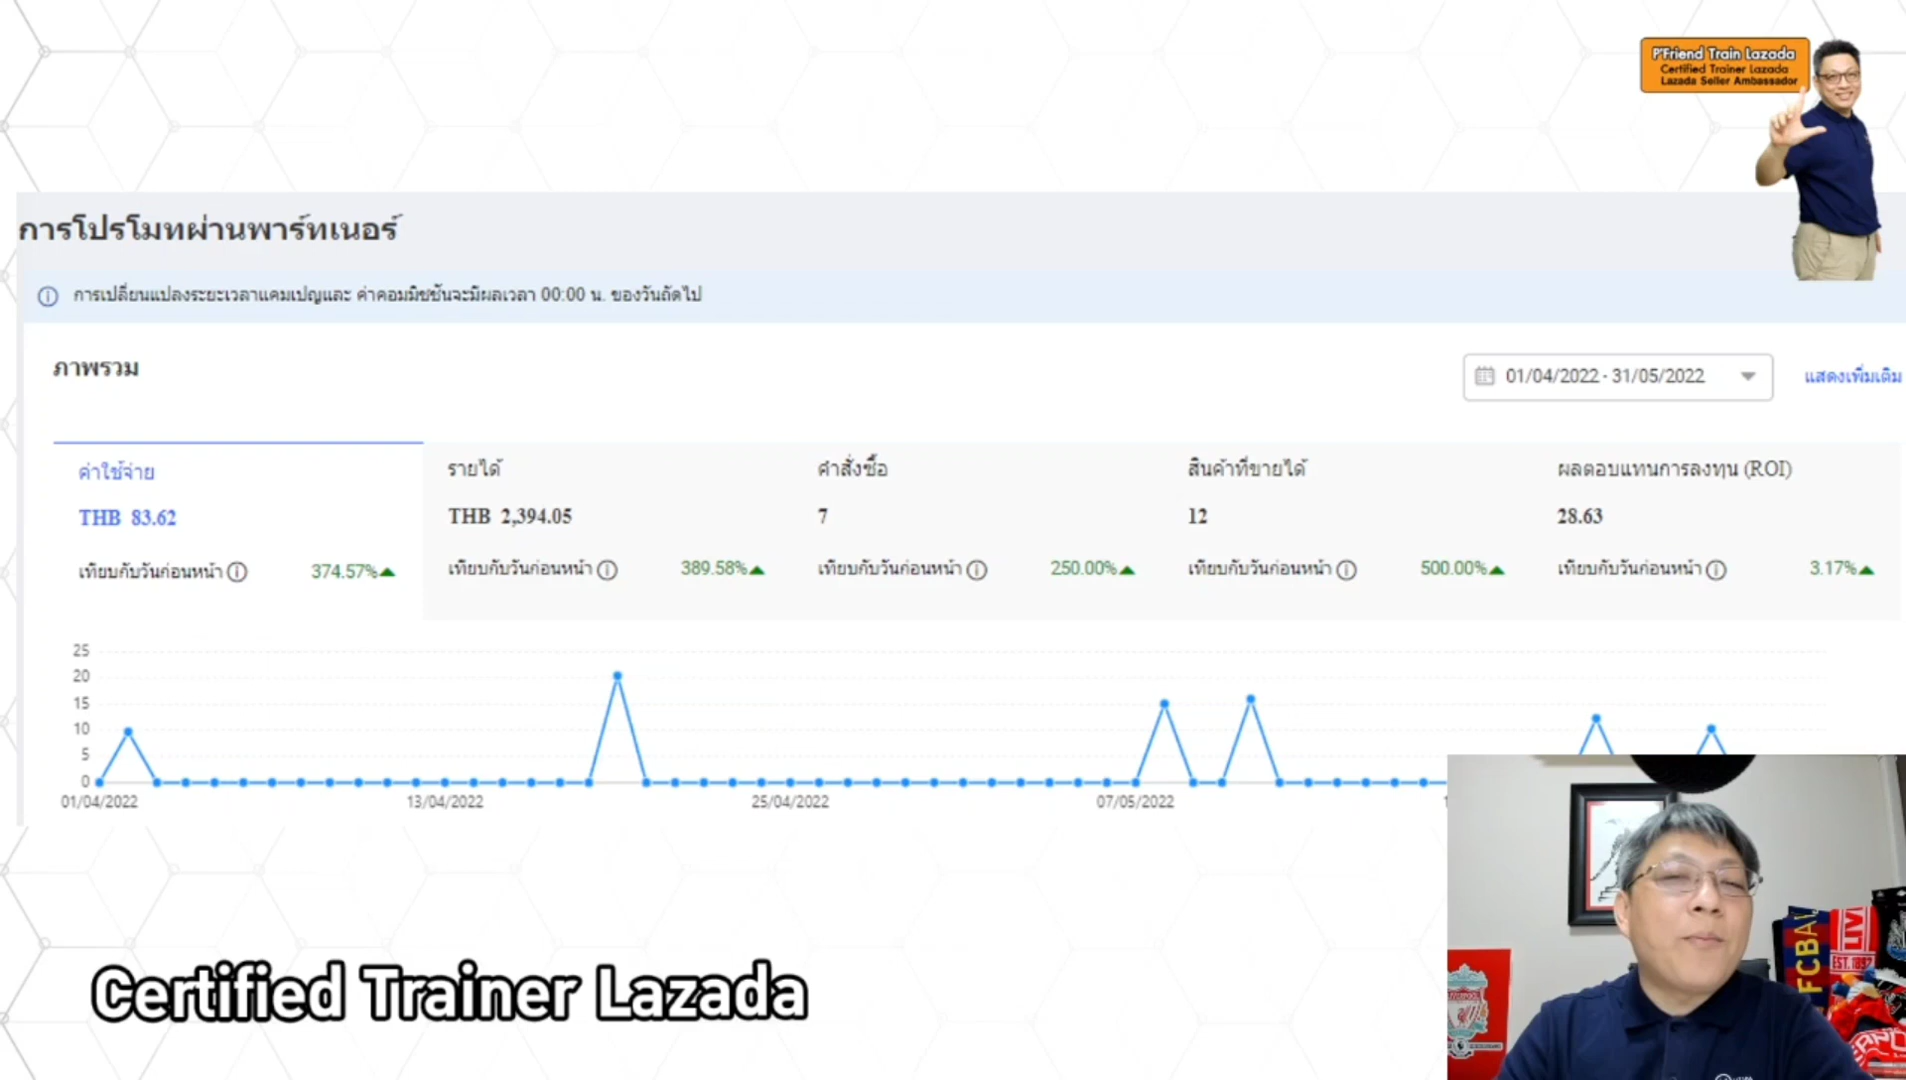 P'Friend Train Lazada
Certified Trainer Lazada
Lazada Seller Ambassador
การโปรโมทผ่านพาร์ทเนอร์
การเปลี่ยนแปลงระยะเวลาแคมเปญและ ค่าคอมมิชชั่นจะมีผลเวลา 00:00 น. ของวันถัดไป
ภาพรวม
01/04/2022 - 31/05/2022
แสดงเพิ่มเติม
ค่าใช้จ่าย
THB 83.62
เทียบกับวันก่อนหน้า 374.57%
รายได้
THB 2,394.05
เทียบกับวันก่อนหน้า 389.58%
คำสั่งซื้อ
7
เทียบกับวันก่อนหน้า 250.00%
สินค้าที่ขายได้
12
เทียบกับวันก่อนหน้า 500.00%
ผลตอบแทนการลงทุน (ROI)
28.63
เทียบกับวันก่อนหน้า 3.17%
25
20
15
10
5
0
01/04/2022 13/04/2022 25/04/2022 07/05/2022
FCBA
LIV
EST. 1892
Certified Trainer Lazada